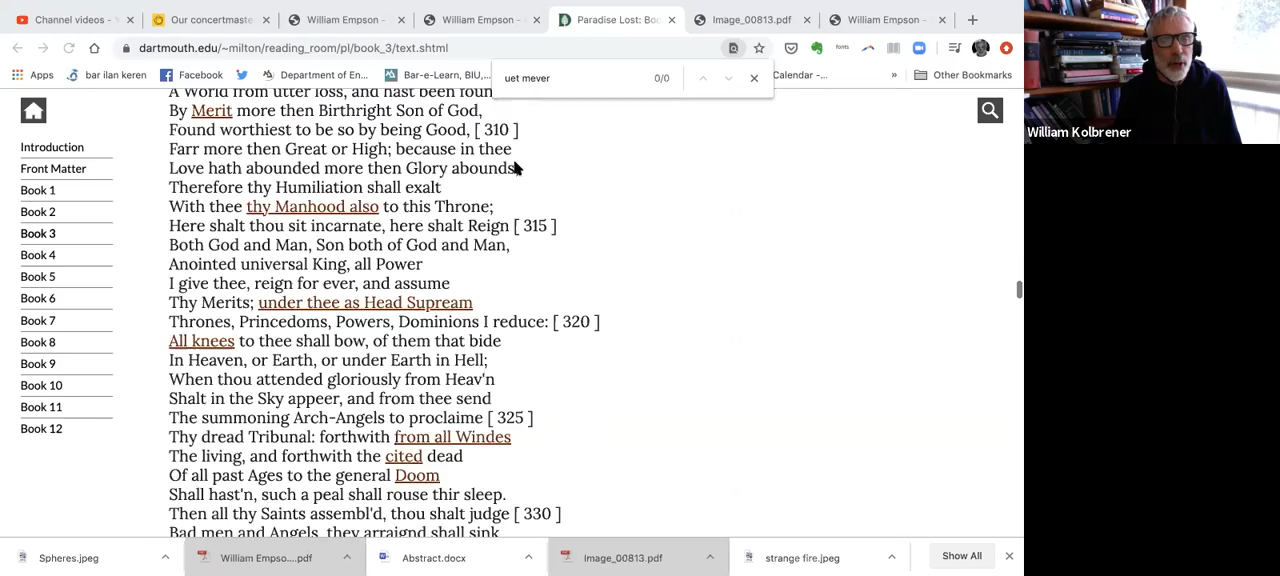 Channel videos - Y
Our concertmaste
William Empson -
William Empson -
Paradise Lost: Boo
Image_00813.pdf
William Empson -
dartmouth.edu/~milton/reading_room/pl/book_3/text.shtml
fonts
Apps
bar ilan keren
Facebook
Department of En...
Bar-e-Learn, BIU,...
Calendar -...
»
Other Bookmarks
uet mever
0/0
William Kolbrener
Introduction
Front Matter
Book 1
Book 2
Book 3
Book 4
Book 5
Book 6
Book 7
Book 8
Book 9
Book 10
Book 11
Book 12
A World from utter loss, and hast been foun
By Merit more then Birthright Son of God,
Found worthiest to be so by being Good, [ 310 ]
Farr more then Great or High; because in thee
Love hath abounded more then Glory abounds,
Therefore thy Humiliation shall exalt
With thee thy Manhood also to this Throne;
Here shalt thou sit incarnate, here shalt Reign [ 315 ]
Both God and Man, Son both of God and Man,
Anointed universal King, all Power
I give thee, reign for ever, and assume
Thy Merits; under thee as Head Supream
Thrones, Princedoms, Powers, Dominions I reduce: [ 320 ]
All knees to thee shall bow, of them that bide
In Heaven, or Earth, or under Earth in Hell;
When thou attended gloriously from Heav'n
Shalt in the Sky appeer, and from thee send
The summoning Arch-Angels to proclaime [ 325 ]
Thy dread Tribunal: forthwith from all Windes
The living, and forthwith the cited dead
Of all past Ages to the general Doom
Shall hast'n, such a peal shall rouse thir sleep.
Then all thy Saints assembl'd, thou shalt judge [ 330 ]
Bad men and Angels, they arraignd shall sink
Spheres.jpeg
William Empso....pdf
Abstract.docx
Image_00813.pdf
strange fire.jpeg
Show All